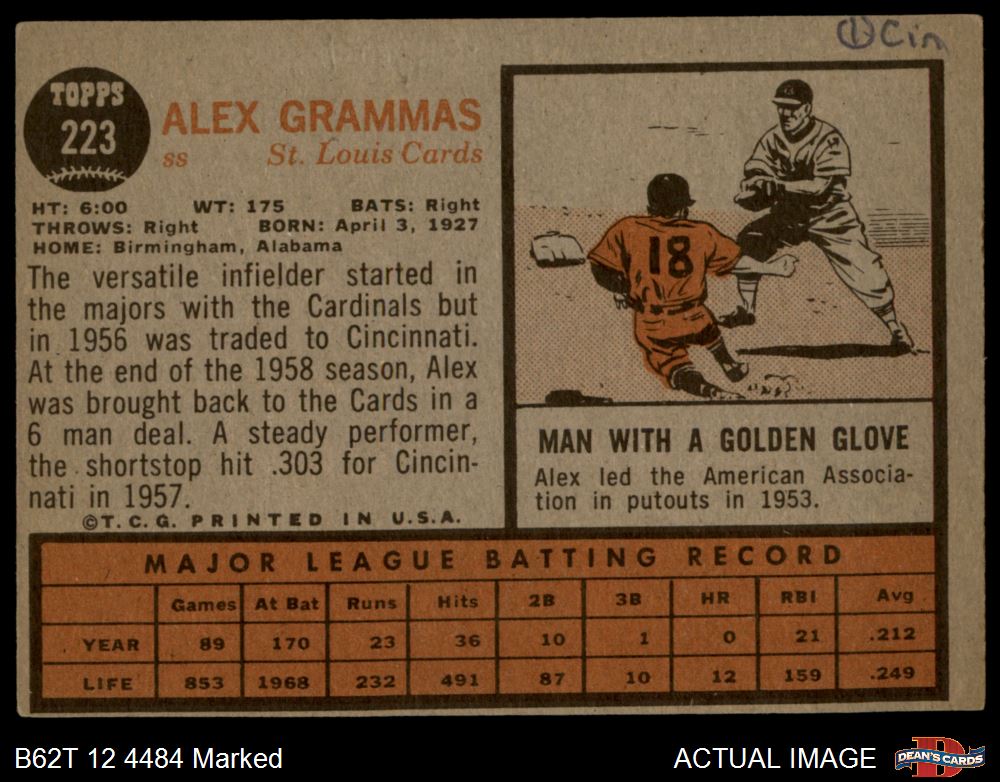 ① Cin
TOPPS
223
ALEX GRAMMAS
ss St. Louis Cards
HT: 6:00 WT: 175 BATS: Right
THROWS: Right BORN: April 3, 1927
HOME: Birmingham, Alabama
The versatile infielder started in
the majors with the Cardinals but
in 1956 was traded to Cincinnati.
At the end of the 1958 season, Alex
was brought back to the Cards in a
6 man deal. A steady performer,
the shortstop hit .303 for Cincin-
nati in 1957.
©T.C.G. PRINTED IN U.S.A.
18
MAN WITH A GOLDEN GLOVE
Alex led the American Associa-
tion in putouts in 1953.
MAJOR LEAGUE BATTING RECORD
Games At Bat Runs Hits 2B 3B HR RBI Avg
YEAR 89 170 23 36 10 1 0 21 .212
LIFE 853 1968 232 491 87 10 12 159 .249
B62T 12 4484 Marked
ACTUAL IMAGE
D
DEAN'S CARDS